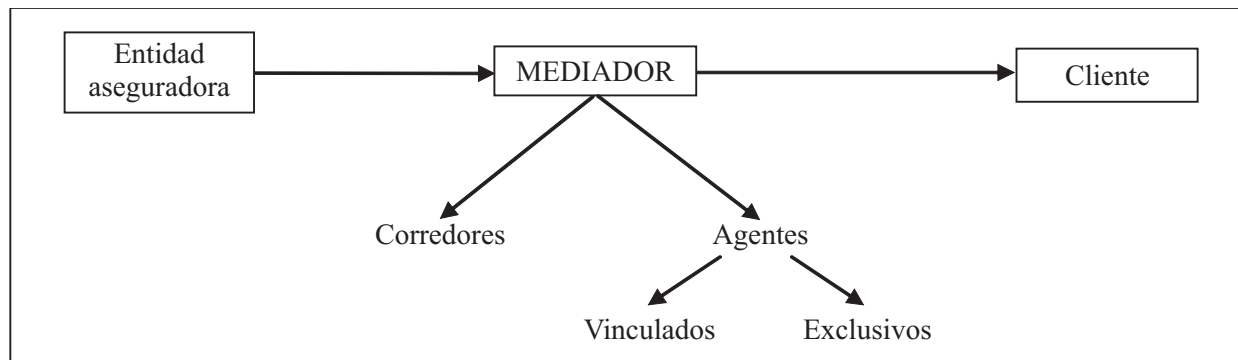 Entidad
aseguradora
MEDIADOR
Cliente
Corredores
Agentes
Vinculados
Exclusivos